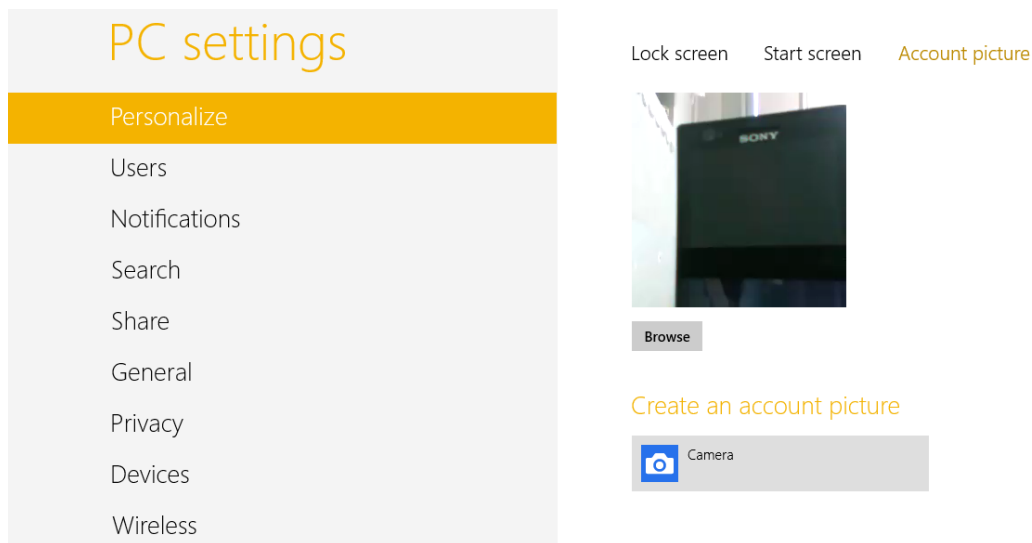 PC settings
Personalize
Users
Notifications
Search
Share
General
Privacy
Devices
Wireless
Lock screen Start screen Account picture
SONY
Browse
Create an account picture
Camera